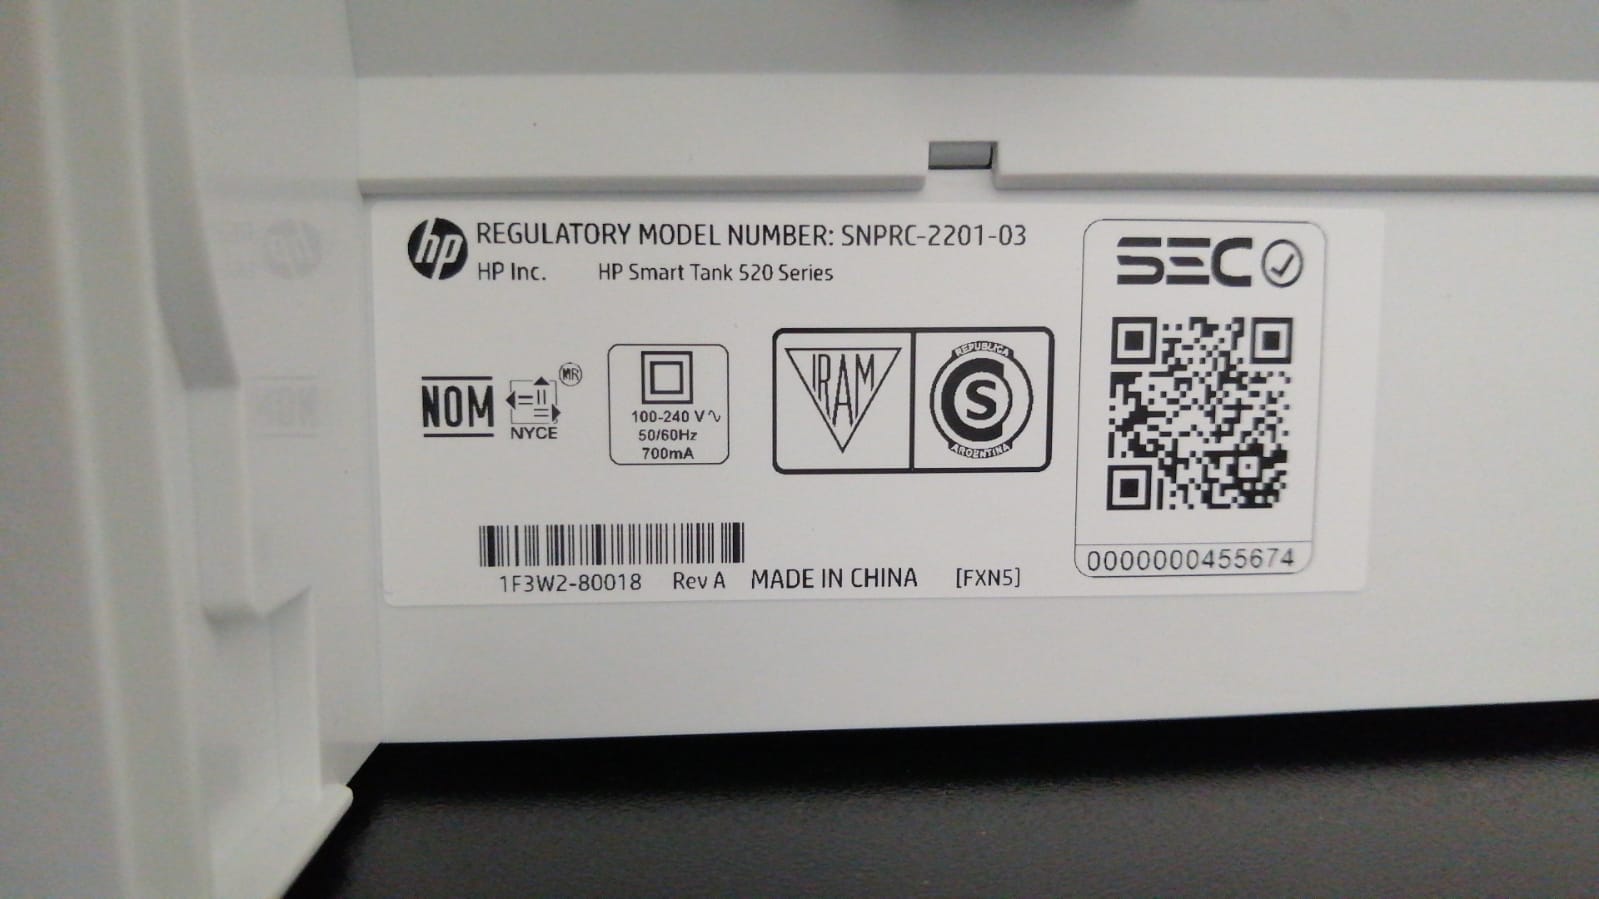 hp REGULATORY MODEL NUMBER: SNPRC-2201-03
HP Inc. HP Smart Tank 520 Series
SEC
NOM
MR
NYCE
100-240 V
50/60Hz
700mA
IRAM
REPUBLICA
S
ARGENTINA
0000000455674
1F3W2-80018 Rev A MADE IN CHINA [FXN5]